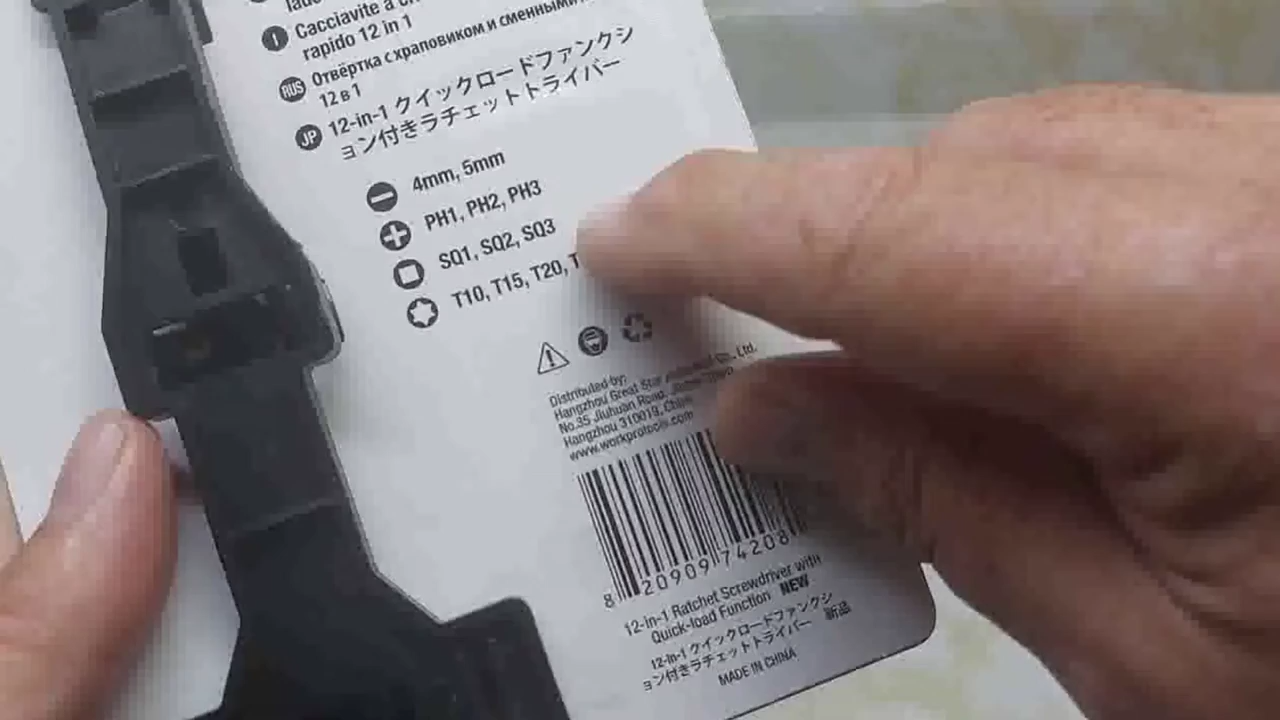 Cacciavite a
rapido 12 in 1
RUS Отвёртка с храповиком и сменными
12 в 1
JP 12-in-1 クイックロードファンクシ
ョン付きラチェットドライバー
4mm, 5mm
PH1, PH2, PH3
SQ1, SQ2, SQ3
T10, T15, T20,
Distributed by:
Hangzhou Great Star Co., Ltd.
No.35 Jiuhuan Road,
Hangzhou 310019, China
www.workprotools.com
8 20909 74208
12-in-1 Ratchet Screwdriver with
Quick-load Function NEW
12-in-1 クイックロードファンクシ
ョン付きラチェットドライバー 新品
MADE IN CHINA